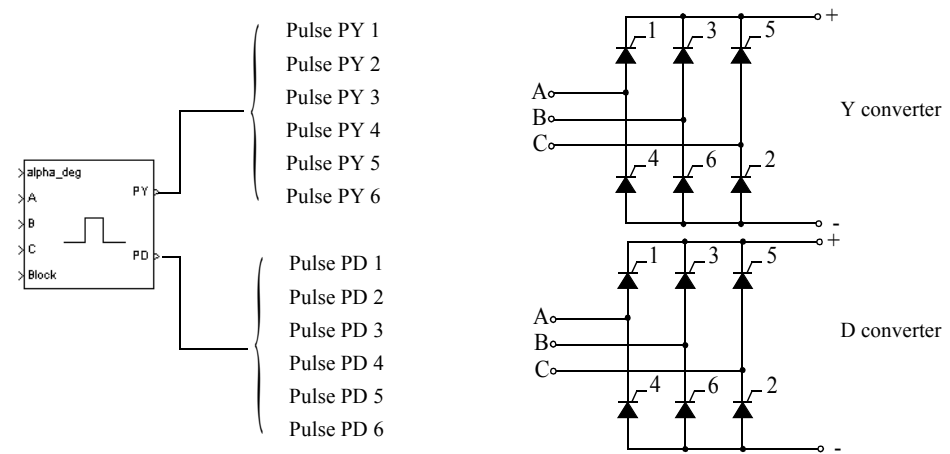 alpha_deg
A
B
C
Block
PY
PD
Pulse PY 1
Pulse PY 2
Pulse PY 3
Pulse PY 4
Pulse PY 5
Pulse PY 6
Pulse PD 1
Pulse PD 2
Pulse PD 3
Pulse PD 4
Pulse PD 5
Pulse PD 6
1 3 5 +
A
B
C
4 6 2
-
Y converter
1 3 5 +
A
B
C
4 6 2
-
D converter